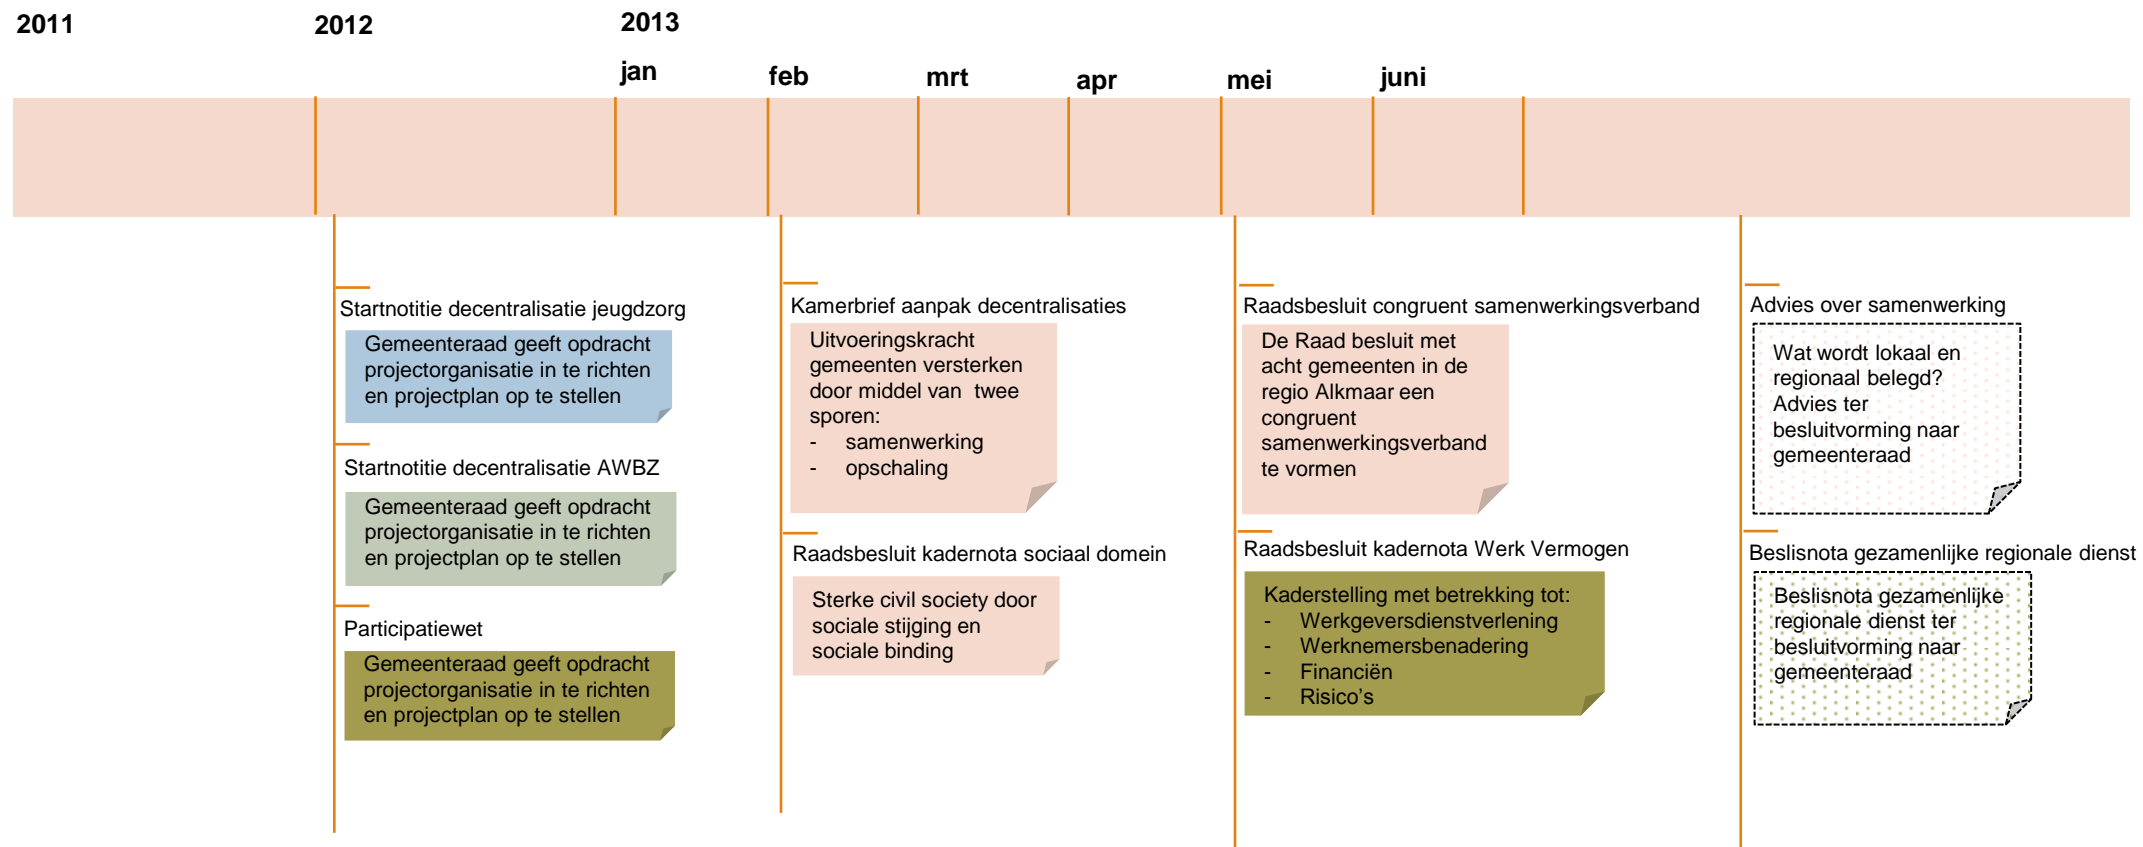 2011
2012
2013
jan
feb
mrt
apr
mei
juni
Startnotitie decentralisatie jeugdzorg
Gemeenteraad geeft opdracht
projectorganisatie in te richten
en projectplan op te stellen
Startnotitie decentralisatie AWBZ
Gemeenteraad geeft opdracht
projectorganisatie in te richten
en projectplan op te stellen
Participatiewet
Gemeenteraad geeft opdracht
projectorganisatie in te richten
en projectplan op te stellen
Kamerbrief aanpak decentralisaties
Uitvoeringskracht
gemeenten versterken
door middel van twee
sporen:
- samenwerking
- opschaling
Raadsbesluit kadernota sociaal domein
Sterke civil society door
sociale stijging en
sociale binding
Raadsbesluit congruent samenwerkingsverband
De Raad besluit met
acht gemeenten in de
regio Alkmaar een
congruent
samenwerkingsverband
te vormen
Raadsbesluit kadernota Werk Vermogen
Kaderstelling met betrekking tot:
- Werkgeversdienstverlening
- Werknemersbenadering
- Financiën
- Risico's
Advies over samenwerking
Wat wordt lokaal en
regionaal belegd?
Advies ter
besluitvorming naar
gemeenteraad
Beslisnota gezamenlijke regionale dienst
Beslisnota gezamenlijke
regionale dienst ter
besluitvorming naar
gemeenteraad